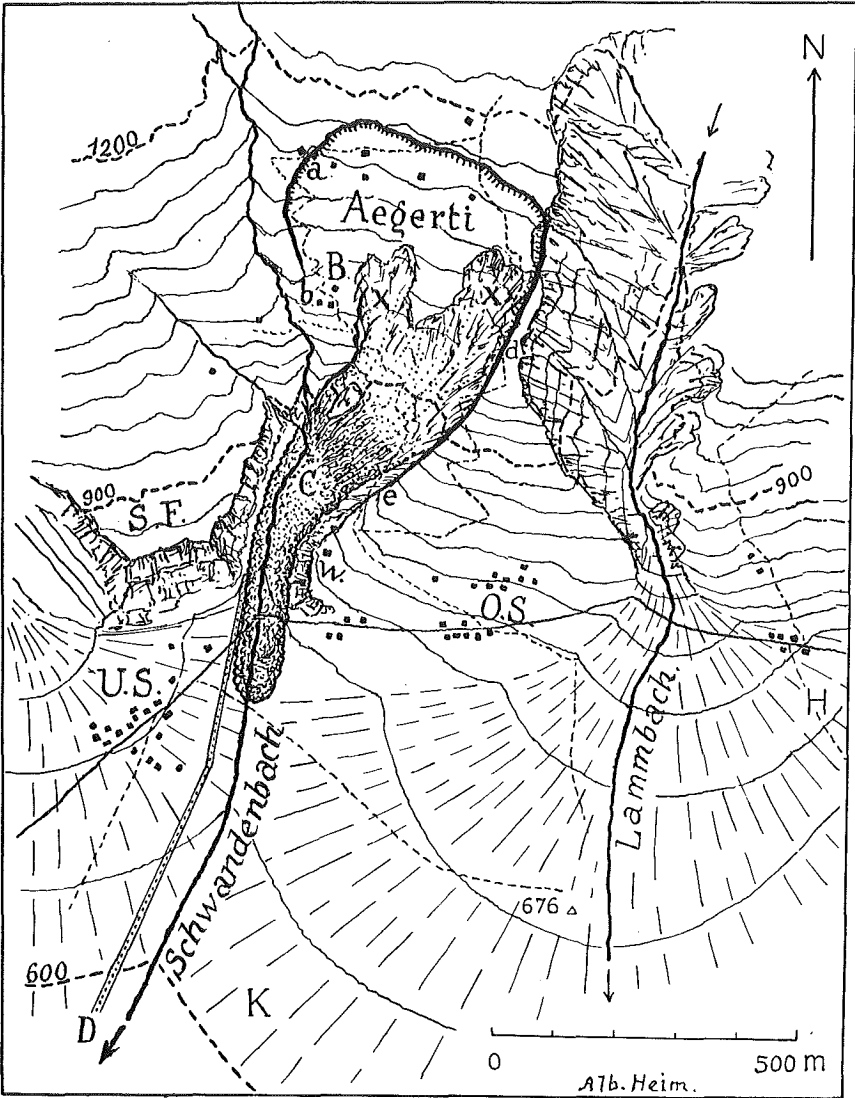 N
1200
a
Aegerti
B.
b.
x
x
d
900
S.F.
C
e
900
W.
O.S.
U.S.
H
Lammbach.
Schwandenbach
676
600
K
D
0 500 m
Alb. Heim.